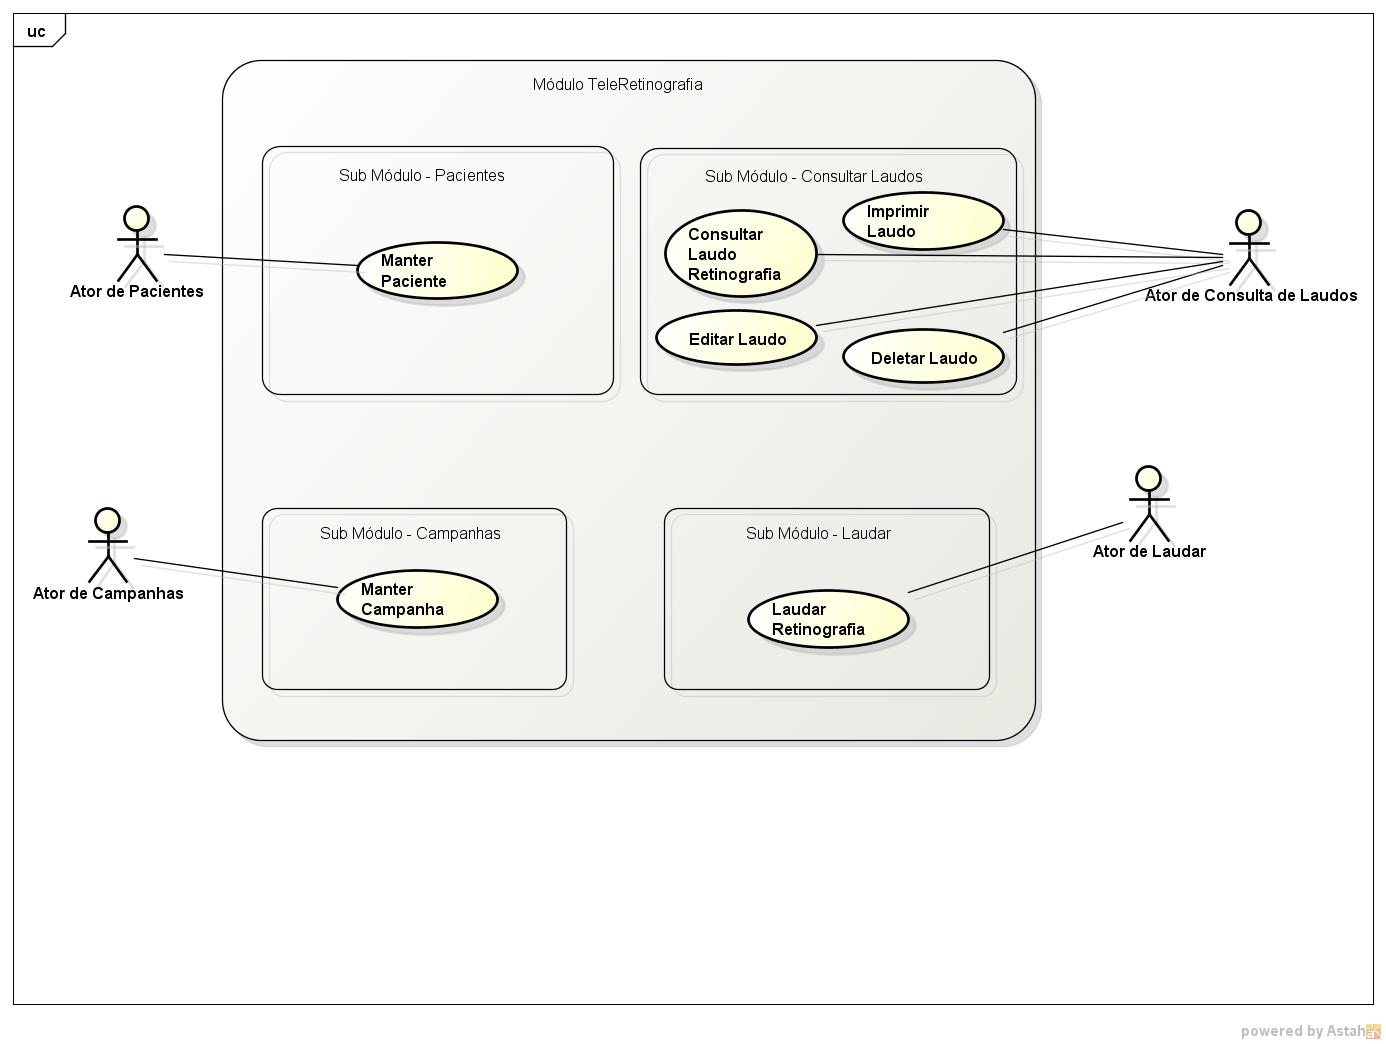 uc
Módulo TeleRetinografia
Sub Módulo - Pacientes
Manter
Paciente
Ator de Pacientes
Sub Módulo - Consultar Laudos
Imprimir
Laudo
Consultar
Laudo
Retinografia
Editar Laudo
Deletar Laudo
Ator de Consulta de Laudos
Sub Módulo - Campanhas
Manter
Campanha
Ator de Campanhas
Sub Módulo - Laudar
Laudar
Retinografia
Ator de Laudar
powered by Astah